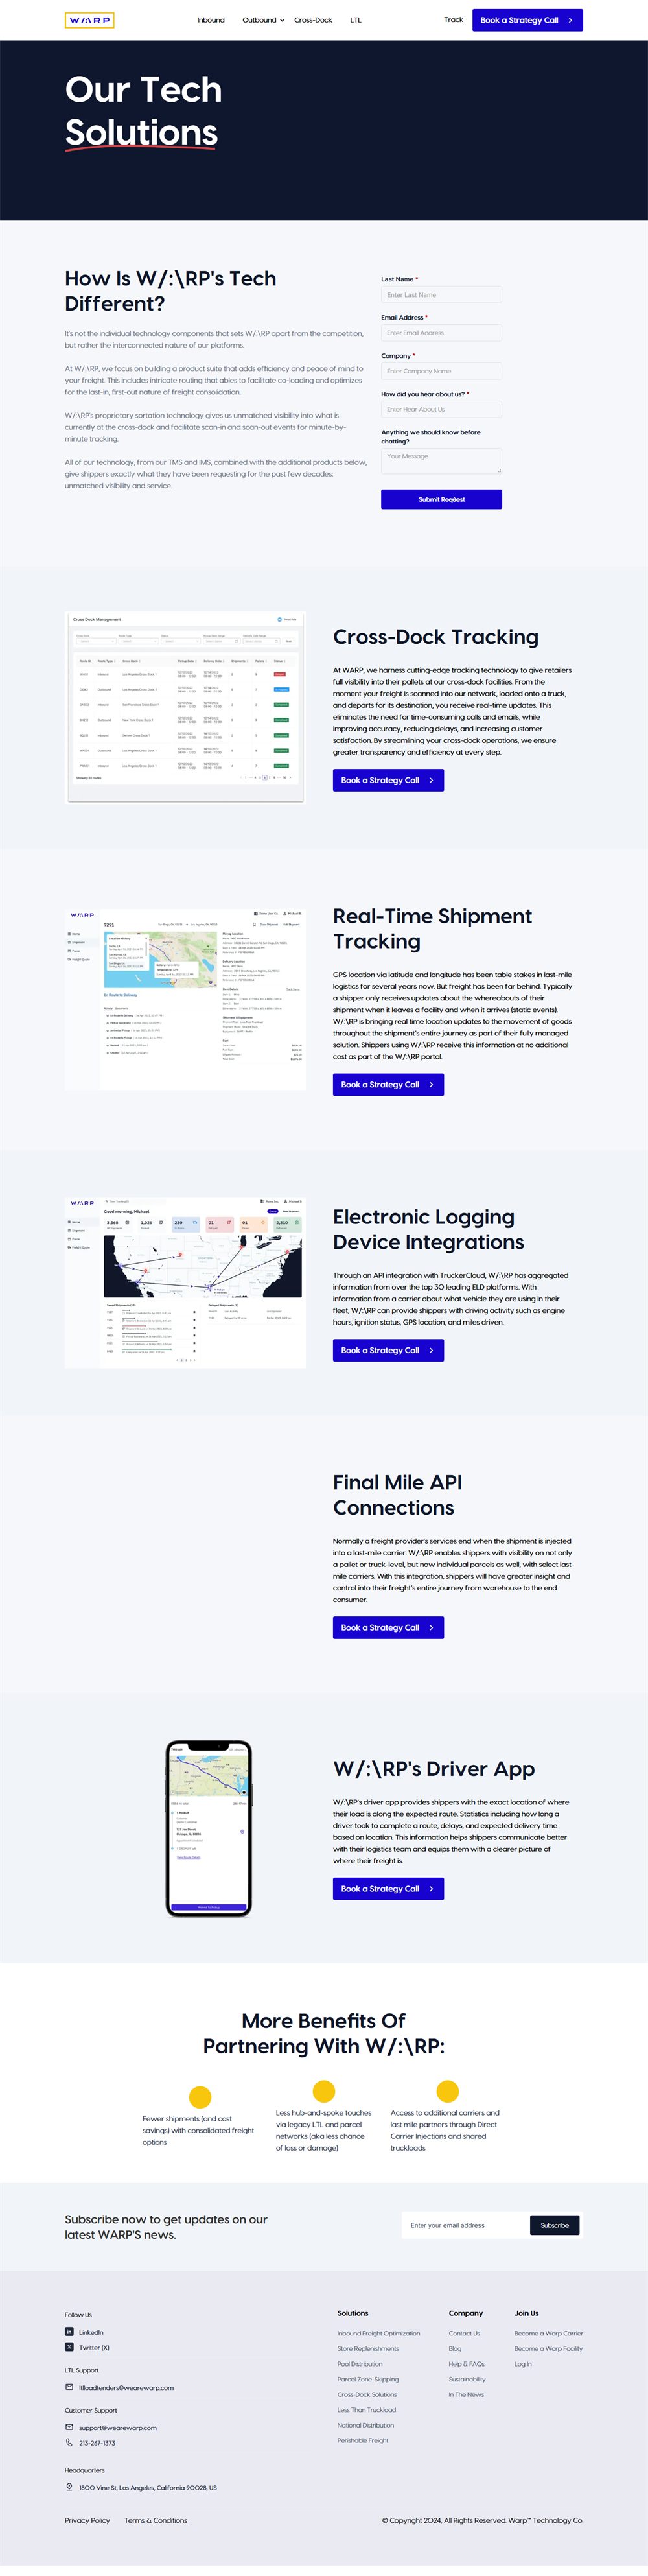 W/:\RP
Inbound
Outbound
Cross-Dock
LTL
Track
Book a Strategy Call
Our Tech
Solutions
How Is W/:\RP's Tech
Different?
It's not the individual technology components that sets W/:\RP apart from the competition,
but rather the interconnected nature of our platforms.
At W/:\RP, we focus on building a product suite that adds efficiency and peace of mind to
your freight. This includes intricate routing that ables to facilitate co-loading and optimizes
for the last-in, first-out nature of freight consolidation.
W/:\RP's proprietary sortation technology gives us unmatched visibility into what is
currently at the cross-dock and facilitate scan-in and scan-out events for minute-by-
minute tracking.
All of our technology, from our TMS and IMS, combined with the additional products below,
give shippers exactly what they have been requesting for the past few decades:
unmatched visibility and service.
Last Name *
Enter Last Name
Email Address *
Enter Email Address
Company *
Enter Company Name
How did you hear about us? *
Enter Hear About Us
Anything we should know before
chatting?
Your Message
Submit Request
Cross Dock Management
Cross-Dock Tracking
At WARP, we harness cutting-edge tracking technology to give retailers
full visibility into their pallets at our cross-dock facilities. From the
moment your freight is scanned into our network, loaded onto a truck,
and departs for its destination, you receive real-time updates. This
eliminates the need for time-consuming calls and emails, while
improving accuracy, reducing delays, and increasing customer
satisfaction. By streamlining your cross-dock operations, we ensure
greater transparency and efficiency at every step.
Book a Strategy Call
W/:\RP
7291
Real-Time Shipment
Tracking
GPS location via latitude and longitude has been table stakes in last-mile
logistics for several years now. But freight has been far behind. Typically
a shipper only receives updates about the whereabouts of their
shipment when it leaves a facility and when it arrives (static events).
W/:\RP is bringing real time location updates to the movement of goods
throughout the shipment's entire journey as part of their fully managed
solution. Shippers using W/:\RP receive this information at no additional
cost as part of the W/:\RP portal.
Book a Strategy Call
W/:\RP
Good morning, Michael
Electronic Logging
Device Integrations
Through an API integration with TruckerCloud, W/:\RP has aggregated
information from over the top 30 leading ELD platforms. With
information from a carrier about what vehicle they are using in their
fleet, W/:\RP can provide shippers with driving activity such as engine
hours, ignition status, GPS location, and miles driven.
Book a Strategy Call
Final Mile API
Connections
Normally a freight provider's services end when the shipment is injected
into a last-mile carrier. W/:\RP enables shippers with visibility on not only
a pallet or truck-level, but now individual parcels as well, with select last-
mile carriers. With this integration, shippers will have greater insight and
control into their freight's entire journey from warehouse to the end
consumer.
Book a Strategy Call
W/:\RP's Driver App
W/:\RP's driver app provides shippers with the exact location of where
their load is along the expected route. Statistics including how long a
driver took to complete a route, delays, and expected delivery time
based on location. This information helps shippers communicate better
with their logistics team and equips them with a clearer picture of
where their freight is.
Book a Strategy Call
More Benefits Of
Partnering With W/:\RP:
Fewer shipments (and cost
savings) with consolidated freight
options
Less hub-and-spoke touches
via legacy LTL and parcel
networks (aka less chance
of loss or damage)
Access to additional carriers and
last mile partners through Direct
Carrier Injections and shared
truckloads
Subscribe now to get updates on our
latest WARP'S news.
Enter your email address
Subscribe
Follow Us
LinkedIn
Twitter (X)
LTL Support
ltlloadtenders@wearewarp.com
Customer Support
support@wearewarp.com
213-267-1373
Headquarters
1800 Vine St, Los Angeles, California 90028, US
Solutions
Inbound Freight Optimization
Store Replenishments
Pool Distribution
Parcel Zone-Skipping
Cross-Dock Solutions
Less Than Truckload
National Distribution
Perishable Freight
Company
Contact Us
Blog
Help & FAQs
Sustainability
In The News
Join Us
Become a Warp Carrier
Become a Warp Facility
Log In
Privacy Policy
Terms & Conditions
© Copyright 2024, All Rights Reserved. Warp™ Technology Co.